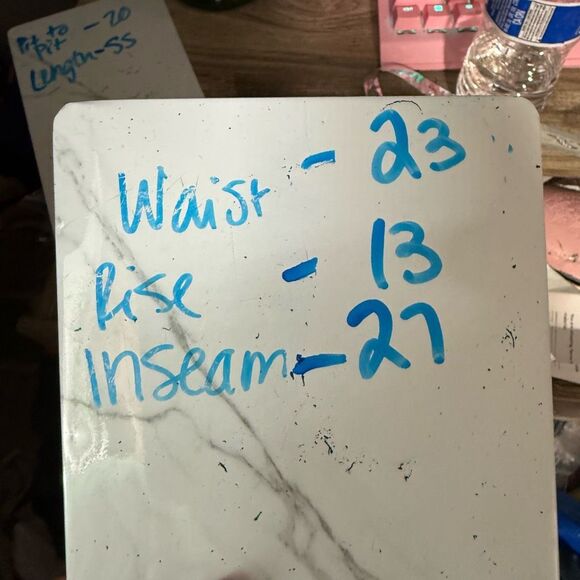 Pit to - 20
Pit
Length-55
Waist - 23
Rise - 13
Inseam - 27